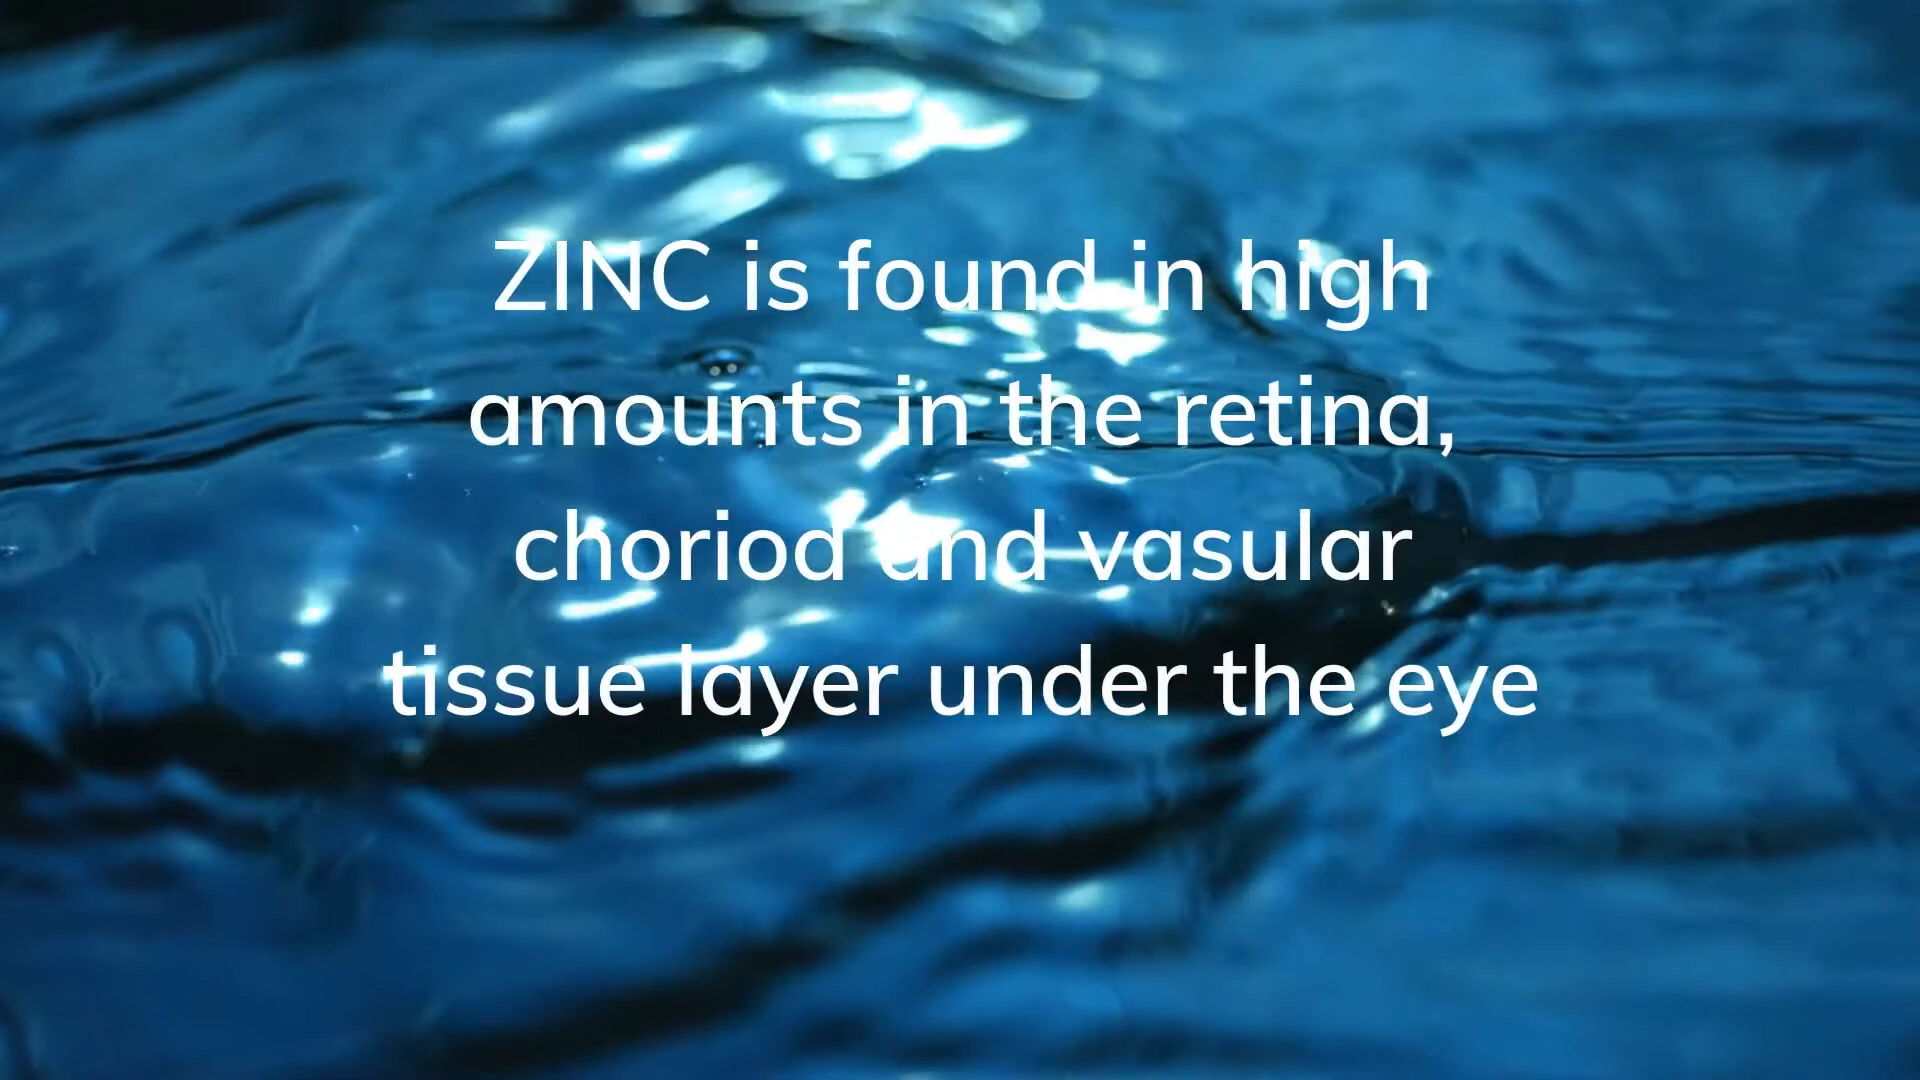 ZINC is found in high
amounts in the retina,
choriod and vasular
tissue layer under the eye